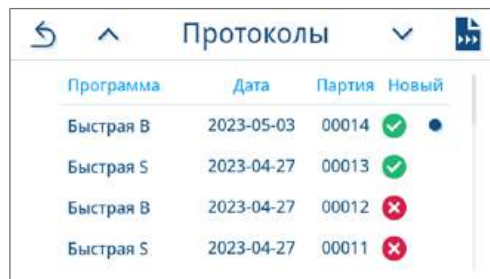 Протоколы
Программа Дата Партия Новый
Быстрая B 2023-05-03 00014
Быстрая S 2023-04-27 00013
Быстрая B 2023-04-27 00012
Быстрая S 2023-04-27 00011